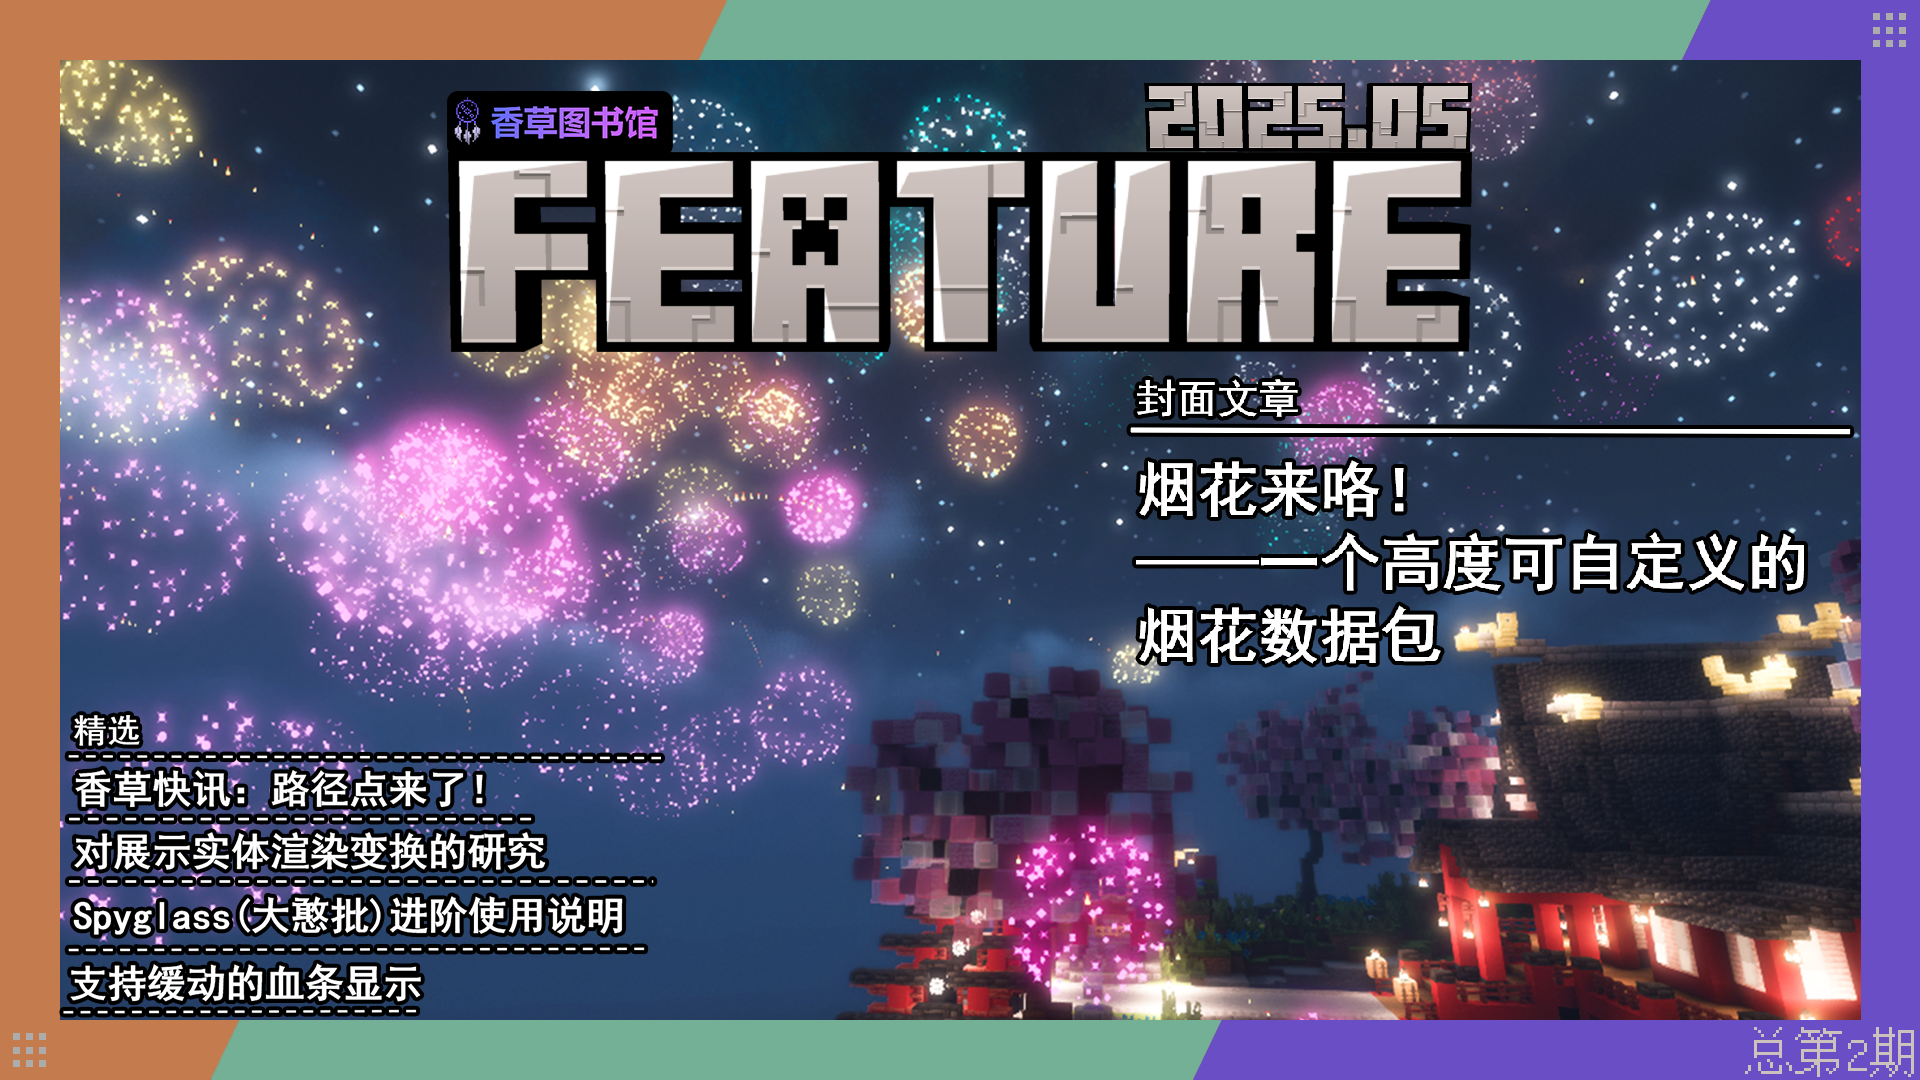 香草图书馆
2025.05
FEATURE
封面文章
烟花来咯！
——一个高度可自定义的
烟花数据包
精选
香草快讯：路径点来了！
对展示实体渲染变换的研究
Spyglass(大憨批)进阶使用说明
支持缓动的血条显示
总第2期